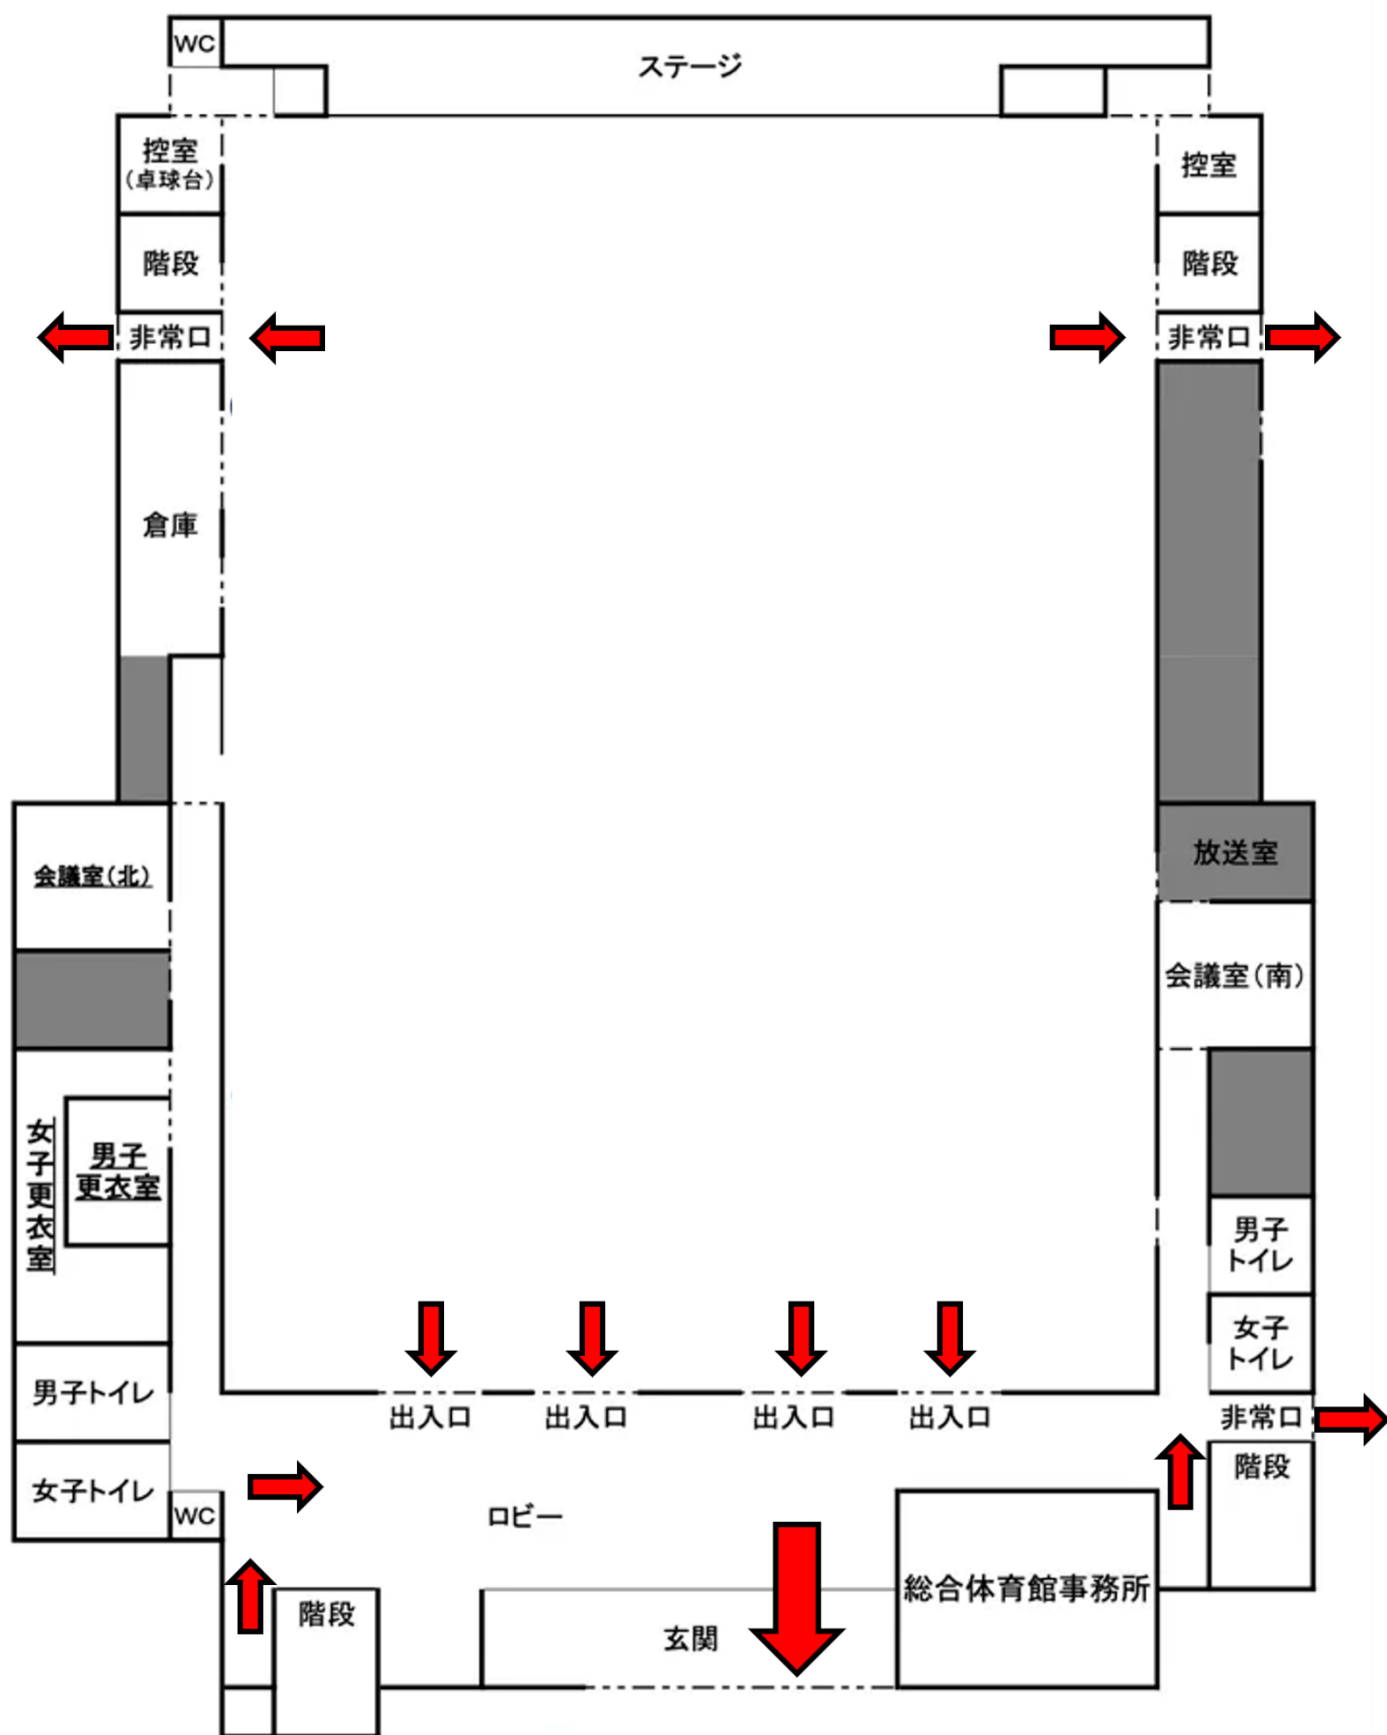 WC
ステージ
控室
(卓球台)
控室
階段
階段
非常口
非常口
倉庫
放送室
会議室(北)
会議室(南)
女子更衣室
男子
更衣室
男子
トイレ
女子
トイレ
男子トイレ
出入口
出入口
出入口
出入口
非常口
階段
女子トイレ
WC
ロビー
総合体育館事務所
階段
玄関